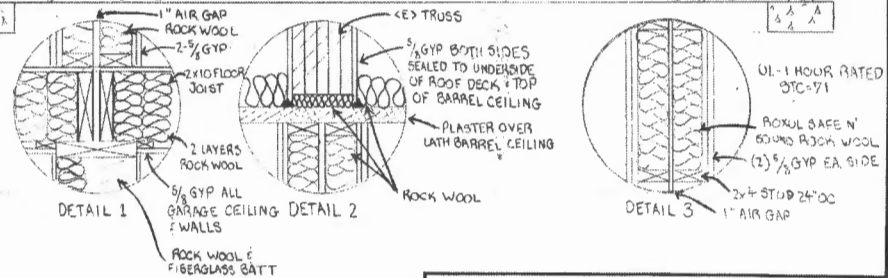 1" AIR GAP
ROCK WOOL
2-5/8 GYP
2x10 FLOOR
JOIST
2 LAYERS
ROCK WOOL
5/8 GYP ALL
GARAGE CEILING
& WALLS
ROCK WOOL &
FIBERGLASS BATT
DETAIL 1
<E> TRUSS
5/8 GYP BOTH SIDES
SEALED TO UNDERSIDE
OF ROOF DECK & TOP
OF BARREL CEILING
PLASTER OVER
LATH BARREL CEILING
ROCK WOOL
DETAIL 2
UL-1 HOUR RATED
STC=71
ROXUL SAFE N'
SOUND ROCK WOOL
(2) 5/8 GYP EA. SIDE
2x4 STUD 24" OC
1" AIR GAP
DETAIL 3